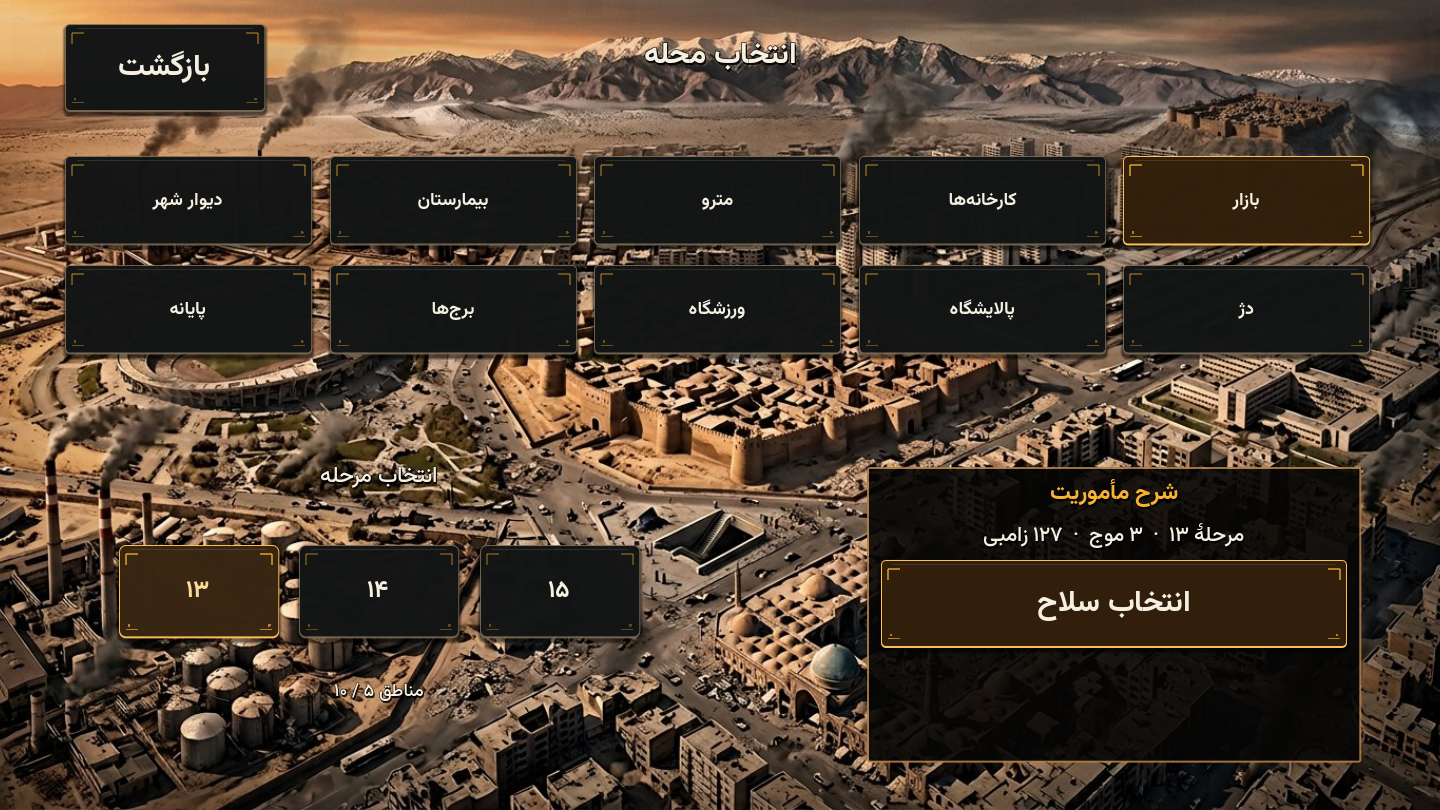 انتخاب محله
بازگشت
بازار
کارخانه‌ها
مترو
بیمارستان
دیوار شهر
دژ
پالایشگاه
ورزشگاه
برج‌ها
پایانه
شرح مأموریت
مرحلهٔ ۱۳ · ۳ موج · ۱۲۷ زامبی
انتخاب سلاح
انتخاب مرحله
۱۵
۱۴
۱۳
مناطق ۵ / ۱۰